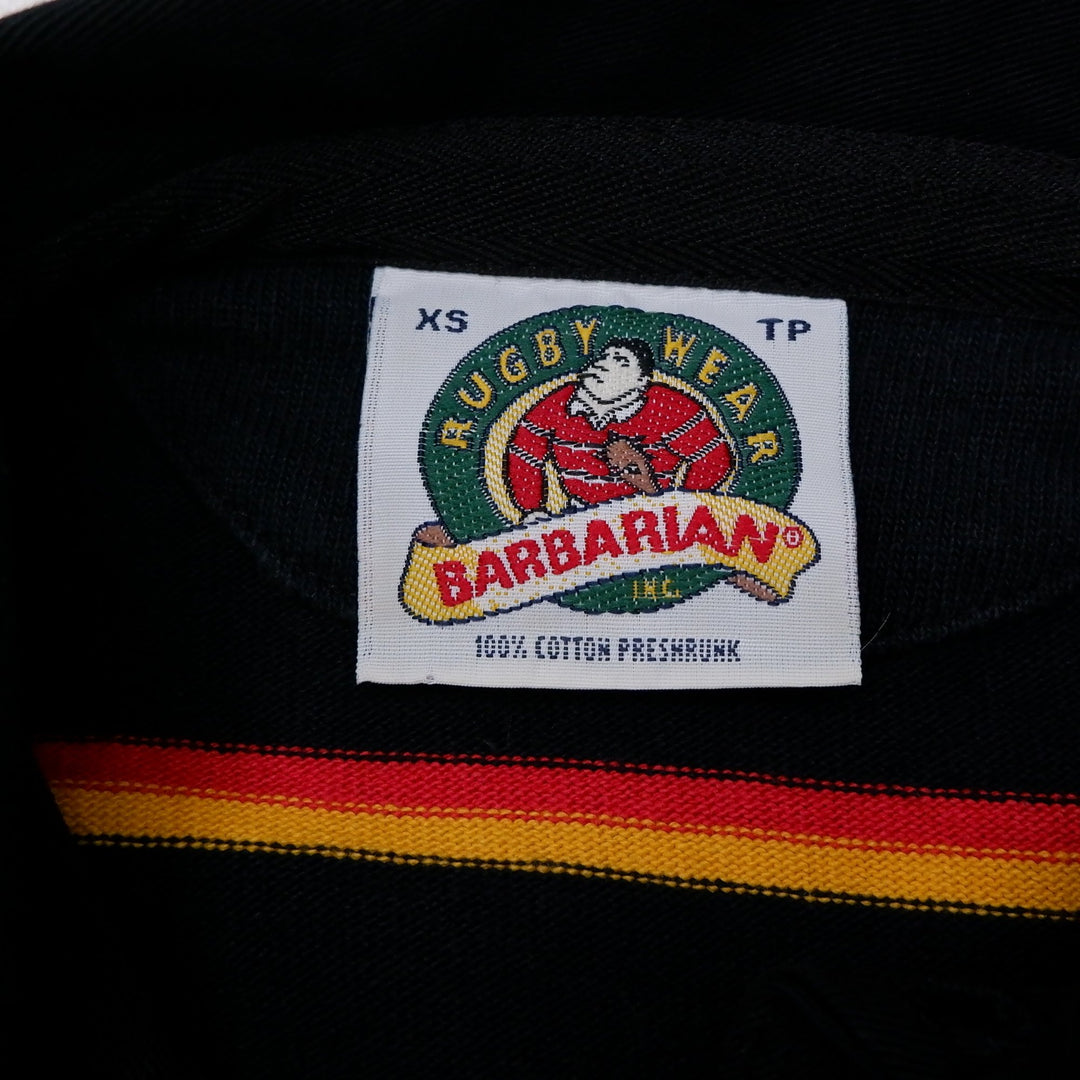 XS TP
RUGBY WEAR
BARBARIAN®
INC.
100% COTTON PRESHRUNK